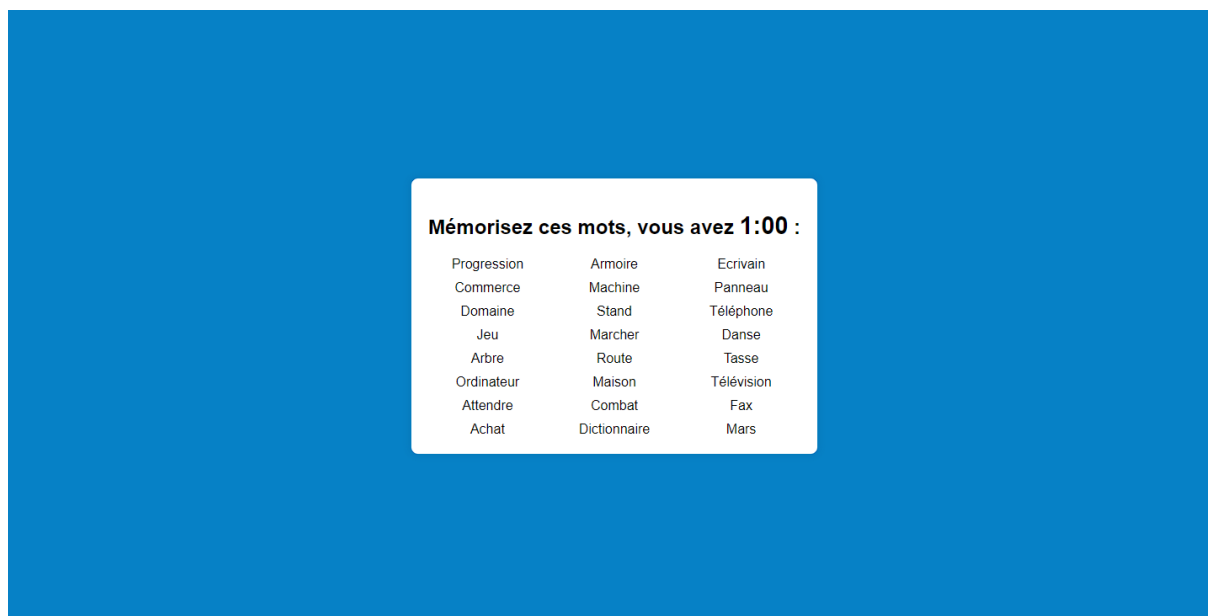 Mémorisez ces mots, vous avez 1:00 :
Progression Armoire Ecrivain
Commerce Machine Panneau
Domaine Stand Téléphone
Jeu Marcher Danse
Arbre Route Tasse
Ordinateur Maison Télévision
Attendre Combat Fax
Achat Dictionnaire Mars